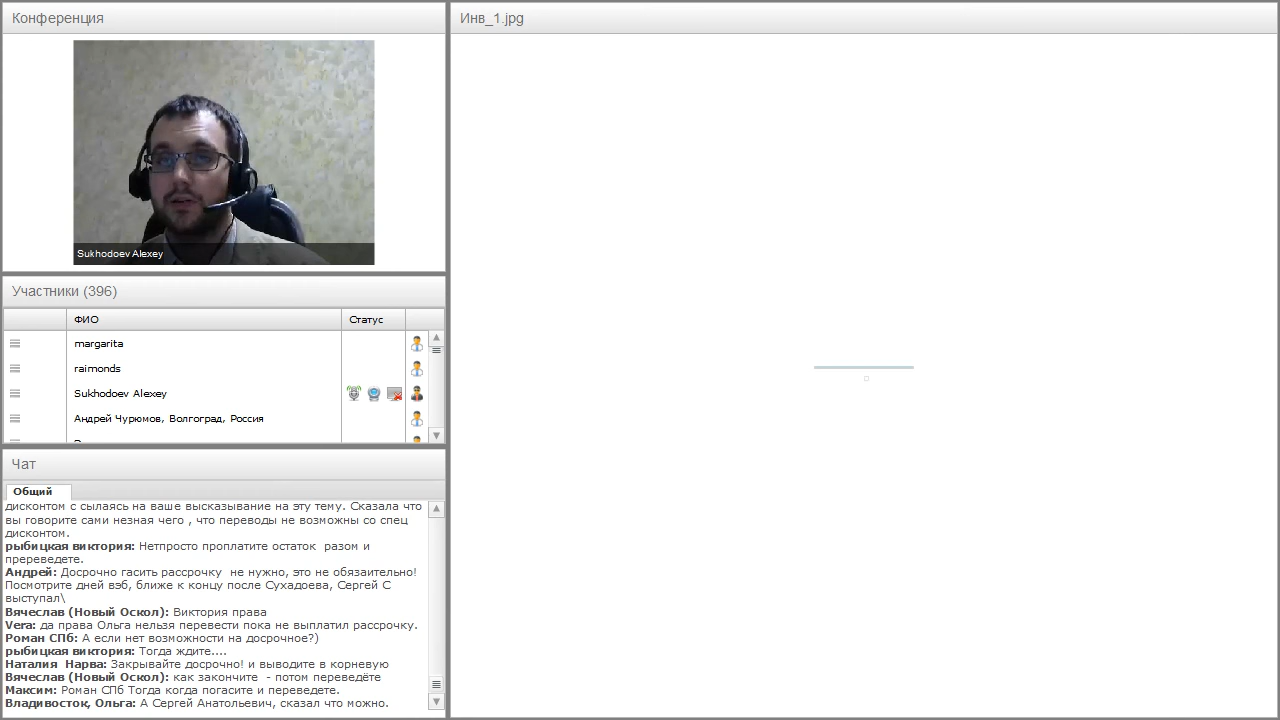 Конференция
Инв_1.jpg
Sukhodoev Alexey
Участники (396)
ФИО
Статус
margarita
raimonds
Sukhodoev Alexey
Андрей Чурюмов, Волгоград, Россия
Чат
Общий
дисконтом с сылаясь на ваше высказывание на эту тему. Сказала что
вы говорите сами незная чего , что переводы не возможны со спец
дисконтом.
рыбицкая виктория: Нетпросто проплатите остаток разом и
пререведете.
Андрей: Досрочно гасить рассрочку не нужно, это не обязаительно!
Посмотрите дней вэб, ближе к концу после Сухадоева, Сергей С
выступал\
Вячеслав (Новый Оскол): Виктория права
Vera: да права Ольга нельзя перевести пока не выплатил рассрочку.
Роман СПб: А если нет возможности на досрочное?)
рыбицкая виктория: Тогда ждите....
Наталия Нарва: Закрывайте досрочно! и выводите в корневую
Вячеслав (Новый Оскол): как закончите - потом переведёте
Максим: Роман СПб Тогда когда погасите и переведете.
Владивосток, Ольга: А Сергей Анатольевич, сказал что можно.